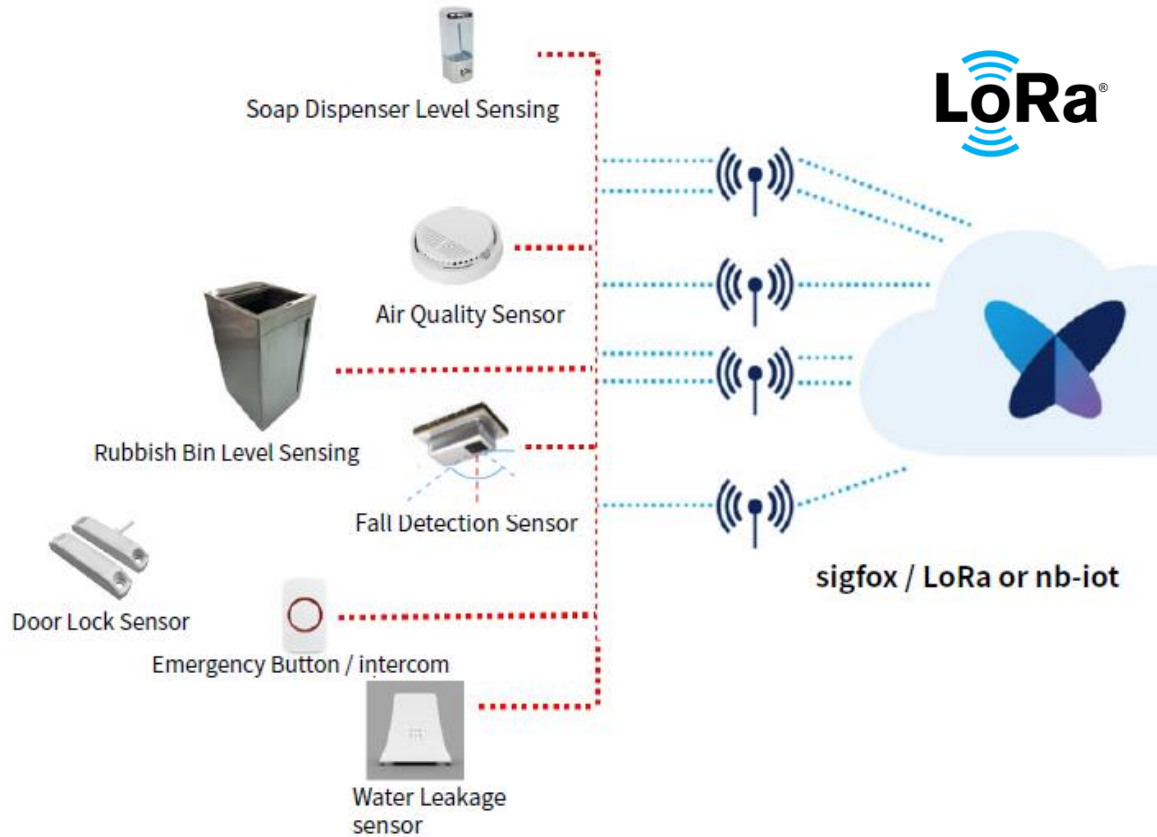 LoRa®
Soap Dispenser Level Sensing
Air Quality Sensor
Rubbish Bin Level Sensing
Fall Detection Sensor
sigfox / LoRa or nb-iot
Door Lock Sensor
Emergency Button / intercom
Water Leakage
sensor